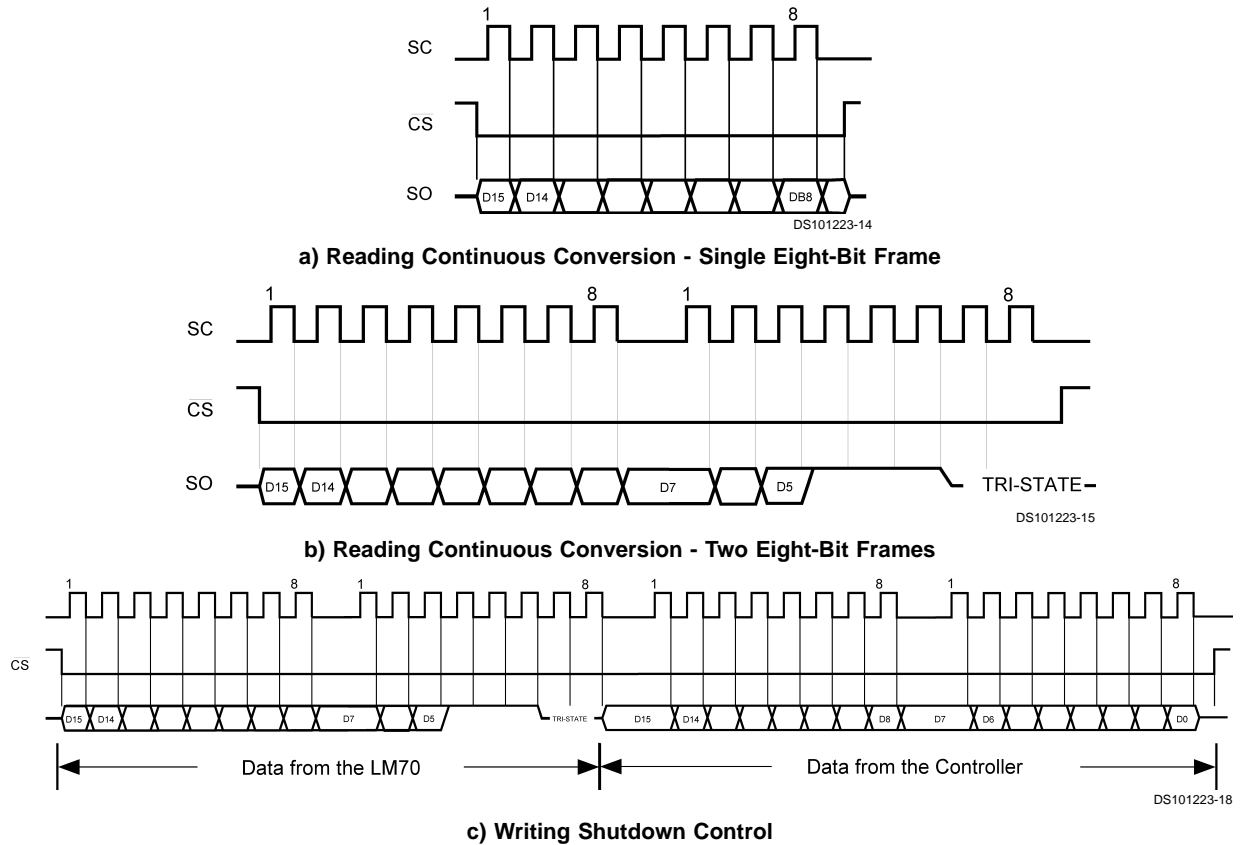 1 8
SC
CS
SO D15 D14 DB8
DS101223-14
a) Reading Continuous Conversion - Single Eight-Bit Frame
1 8 1 8
SC
CS
SO D15 D14 D7 D5 TRI-STATE
DS101223-15
b) Reading Continuous Conversion - Two Eight-Bit Frames
1 8 1 8 1 8 1 8
CS
D15 D14 D7 D5 TRI-STATE D15 D14 D8 D7 D6 D0
Data from the LM70 Data from the Controller
DS101223-18
c) Writing Shutdown Control